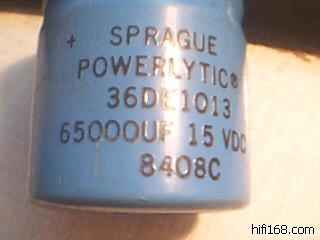 + SPRAGUE
POWERLYTIC®
36DE1013
65000UF 15 VDC
8408C
hifi168.com